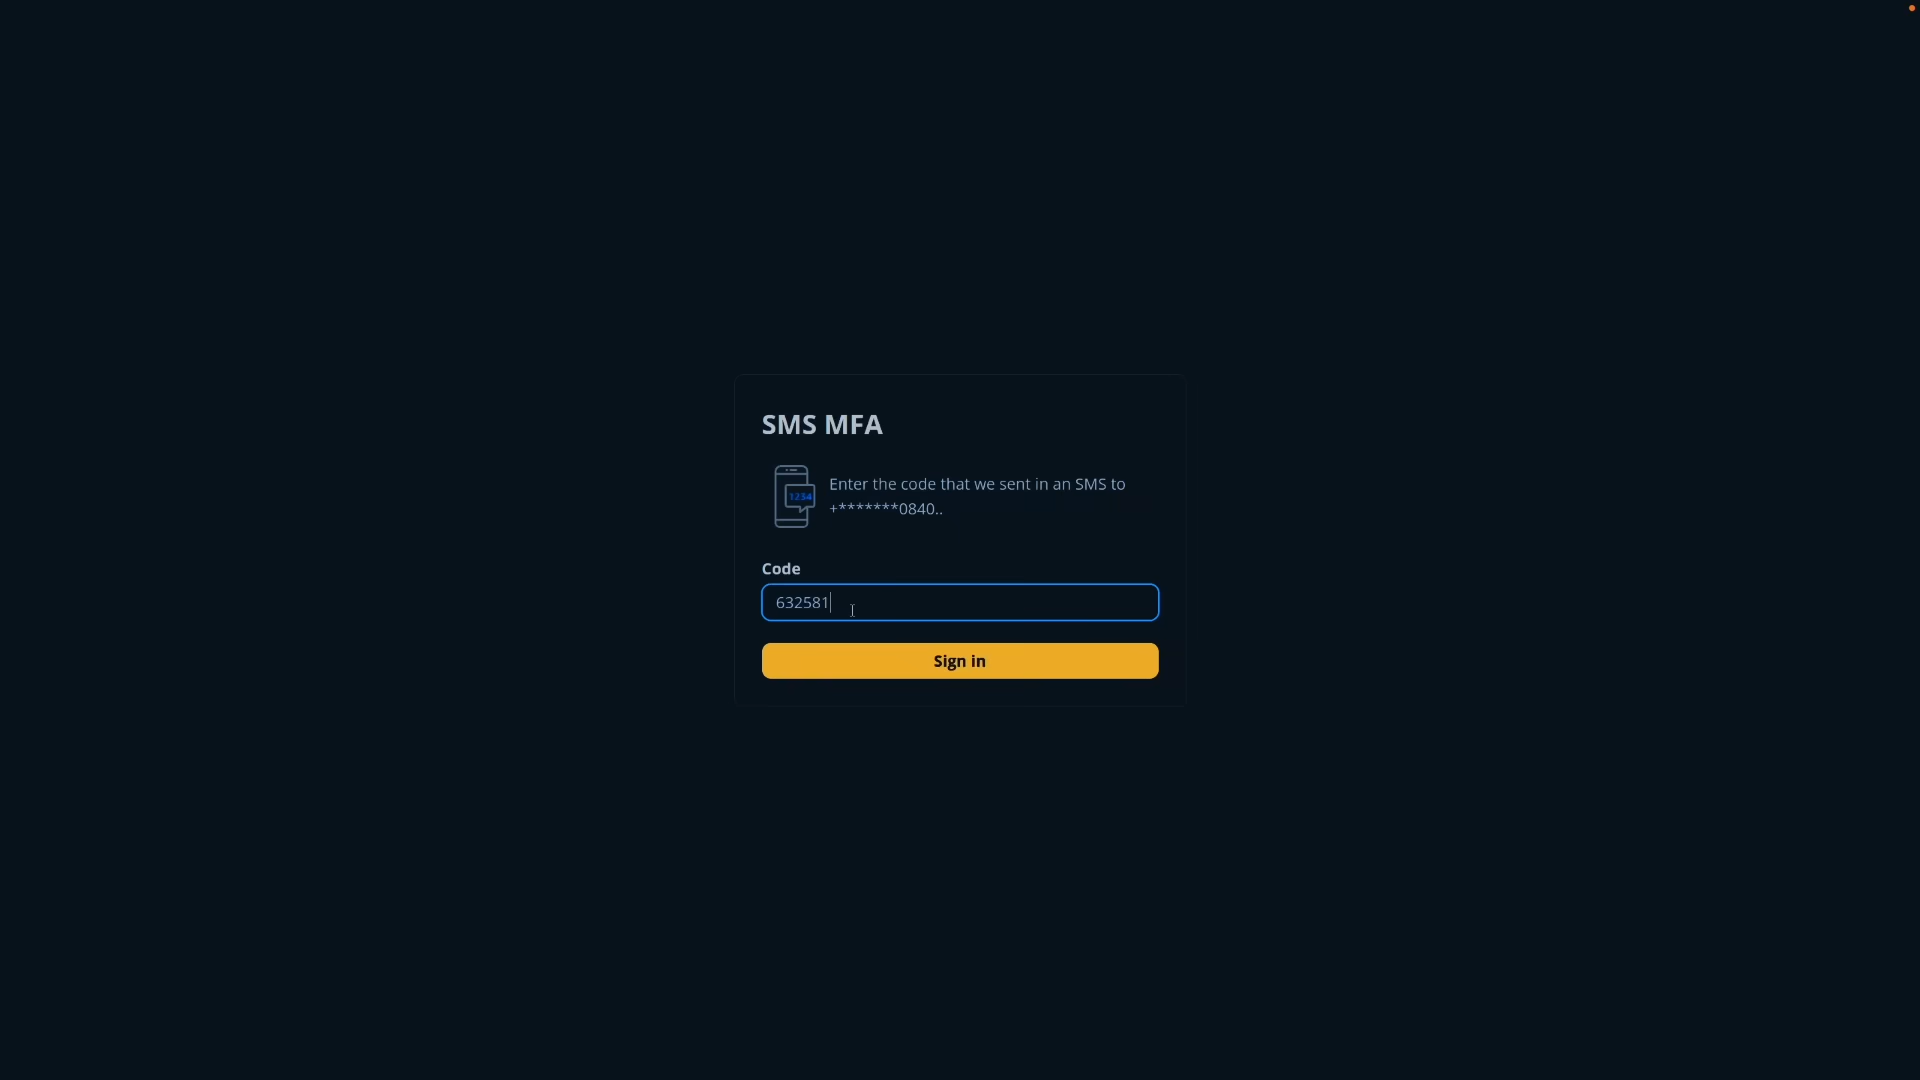 SMS MFA
1234
Enter the code that we sent in an SMS to
+*******0840..
Code
632581
Sign in